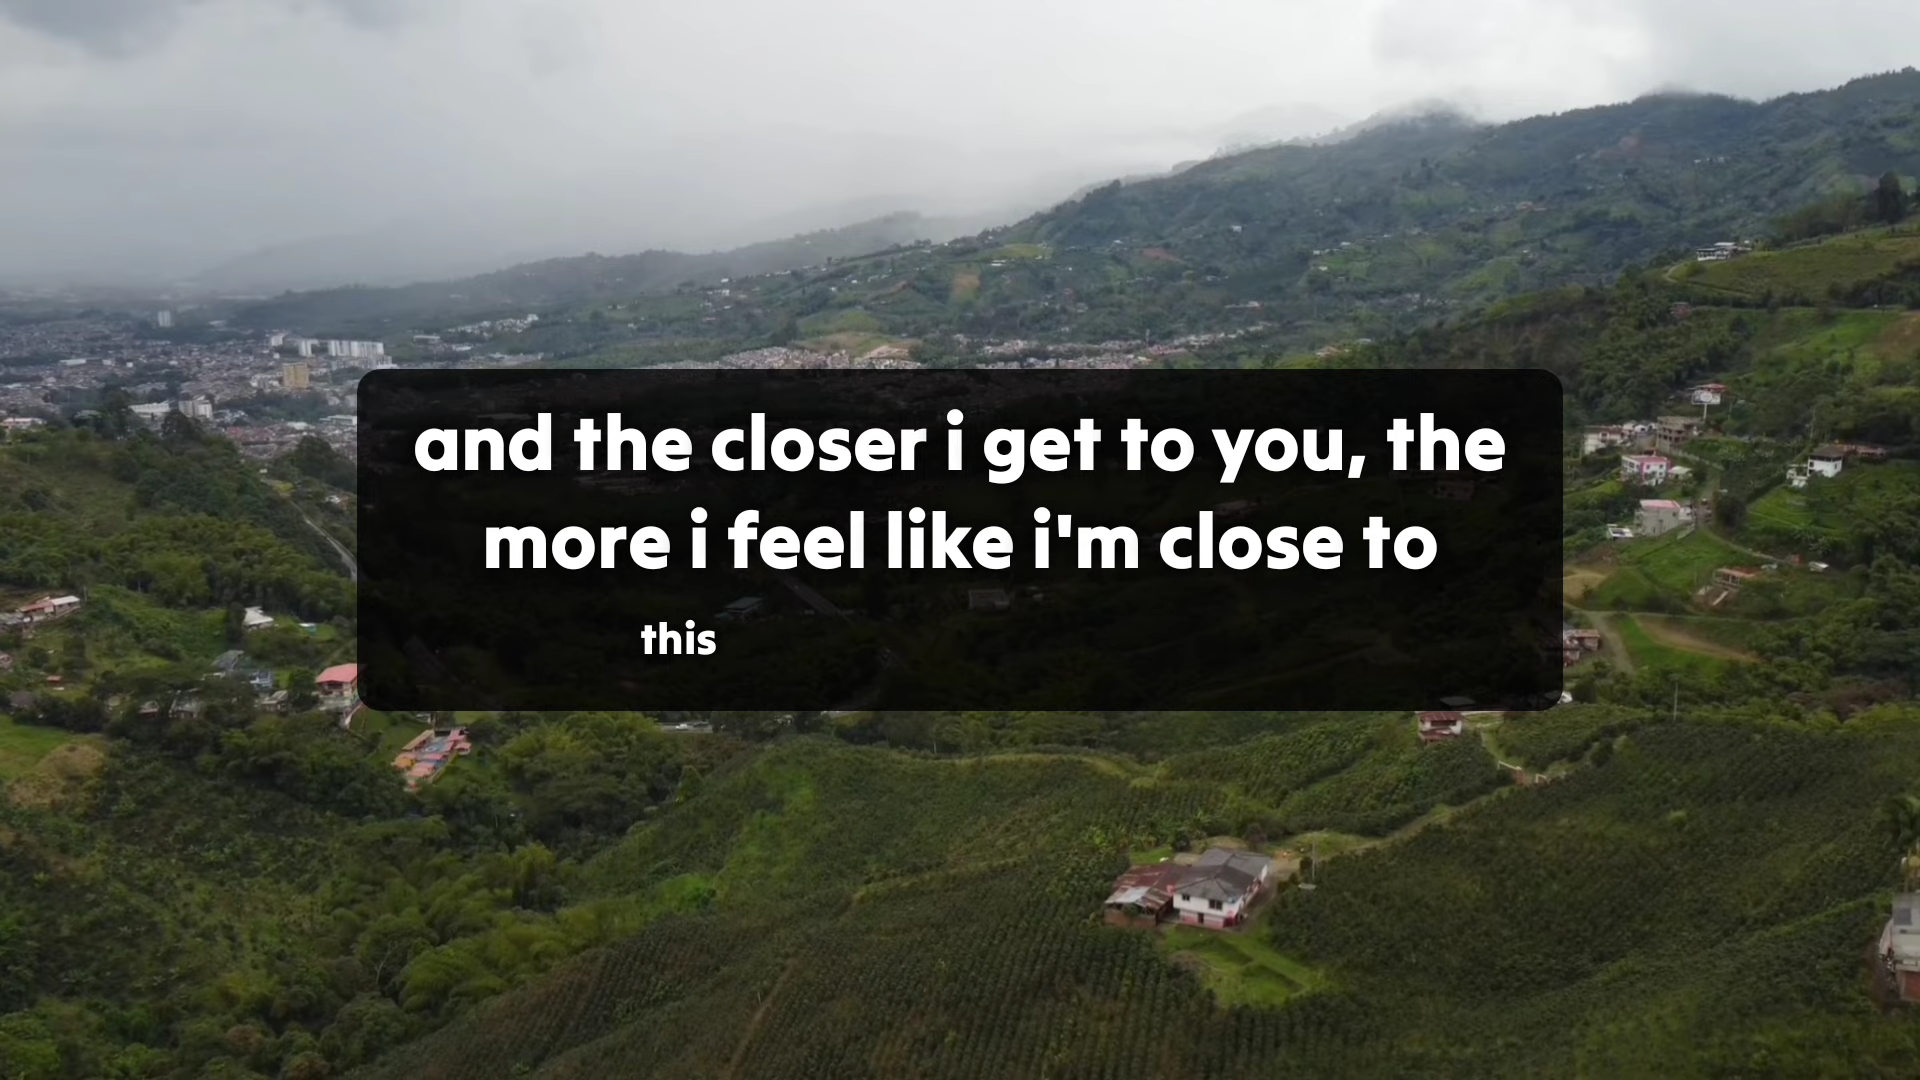 and the closer i get to you, the
more i feel like i'm close to
this